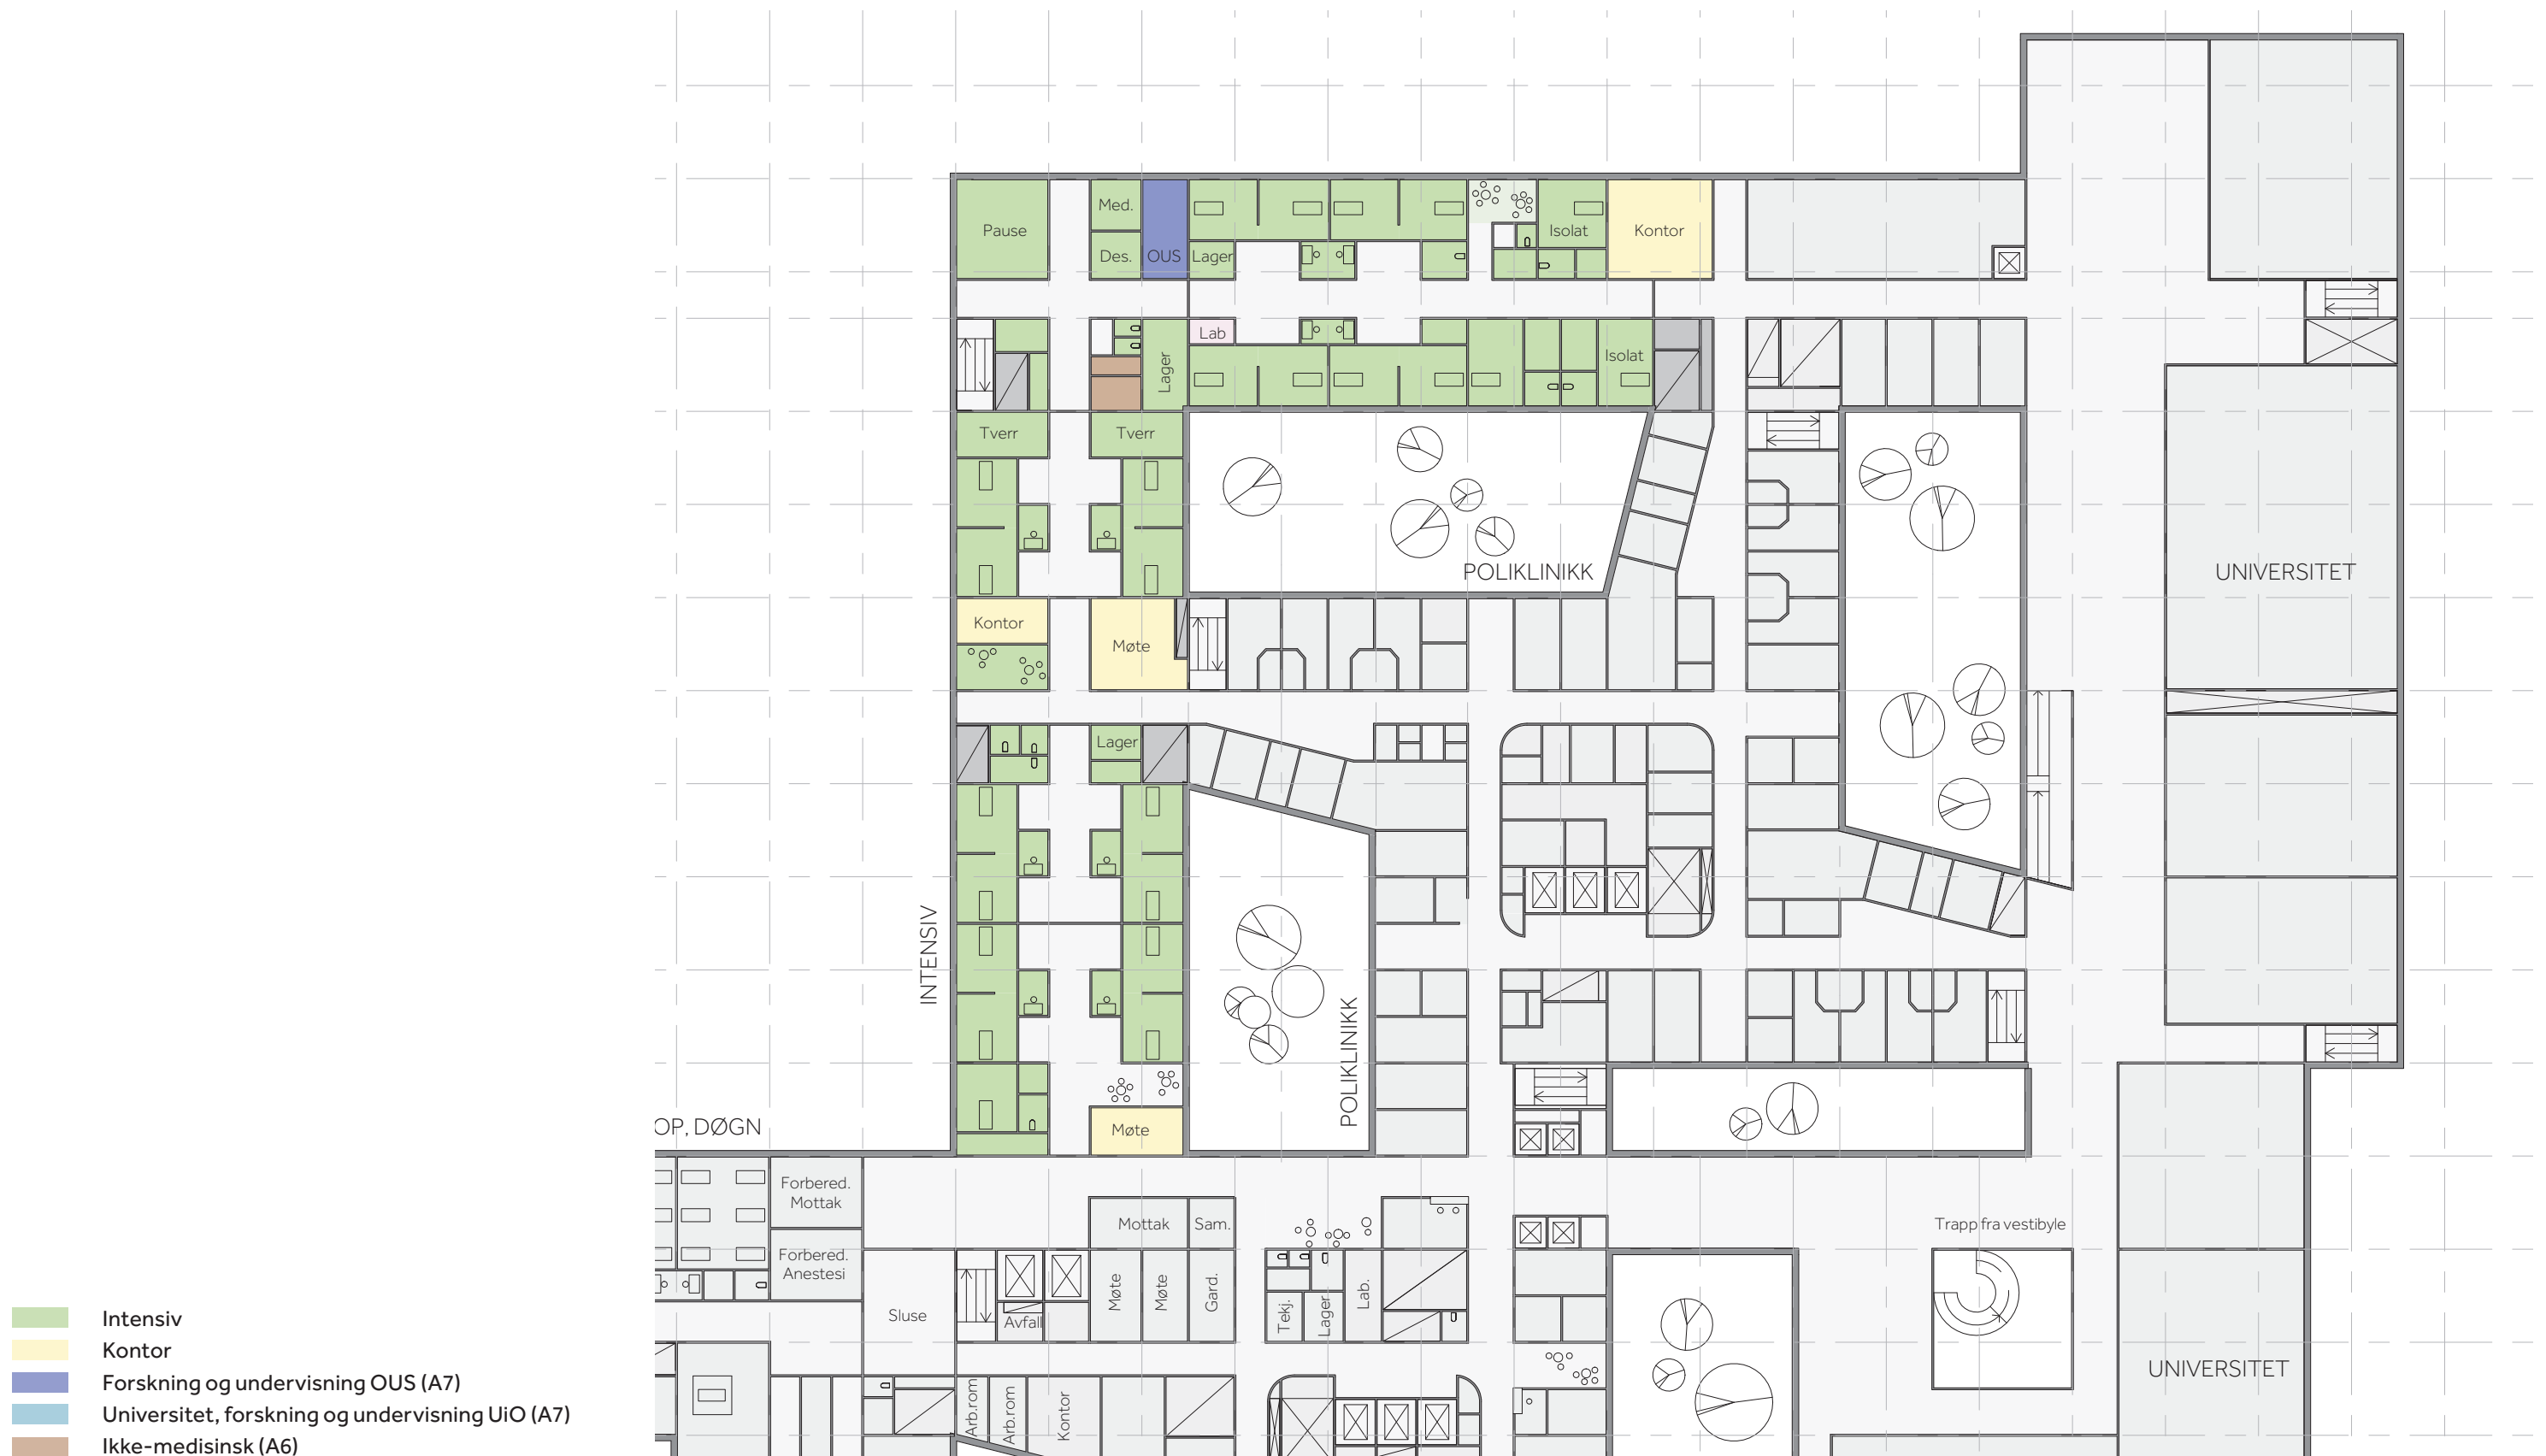 Pause
Med.
Des.
OUS
Lager
Isolat
Kontor
Lab
Lager
Isolat
Tverr
Tverr
POLIKLINIKK
UNIVERSITET
Kontor
Møte
Lager
INTENSIV
POLIKLINIKK
OP, DØGN
Møte
Forbered.
Mottak
Forbered.
Anestesi
Mottak
Sam.
Trapp fra vestibyle
Sluse
Avfall
Møte
Møte
Gard.
Tekj.
Lager
Lab.
UNIVERSITET
Arb.rom
Arb.rom
Kontor
Intensiv
Kontor
Forskning og undervisning OUS (A7)
Universitet, forskning og undervisning UiO (A7)
Ikke-medisinsk (A6)